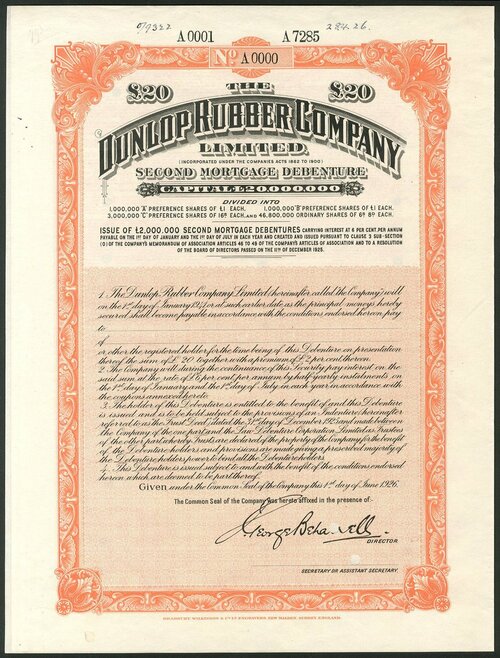 A 0001 A 7285
No A 0000
£20 £20
THE
DUNLOP RUBBER COMPANY
LIMITED.
(INCORPORATED UNDER THE COMPANIES ACTS 1862 TO 1900)
SECOND MORTGAGE DEBENTURE
CAPITAL £20,000,000
DIVIDED INTO
1,000,000 "A" PREFERENCE SHARES OF £1 EACH. 1,000,000 "B" PREFERENCE SHARES OF £1 EACH.
3,000,000 "C" PREFERENCE SHARES OF 16s EACH. AND 46,800,000 ORDINARY SHARES OF 6s 8d EACH.
ISSUE OF £2,000,000 SECOND MORTGAGE DEBENTURES CARRYING INTEREST AT 6 PER CENT. PER ANNUM
PAYABLE ON THE 1ST DAY OF JANUARY AND THE 1ST DAY OF JULY IN EACH YEAR AND CREATED AND ISSUED PURSUANT TO CLAUSE 3 SUB-SECTION
(O) OF THE COMPANY'S MEMORANDUM OF ASSOCIATION ARTICLES 46 TO 48 OF THE COMPANY'S ARTICLES OF ASSOCIATION AND TO A RESOLUTION
OF THE BOARD OF DIRECTORS PASSED ON THE 11TH OF DECEMBER 1925.
1. The Dunlop Rubber Company Limited (hereinafter called "the Company") will
on the 1st day of January or at such earlier date as the principal moneys hereby
secured shall become payable in accordance with the conditions endorsed hereon, pay
to
of
or other the registered holder for the time being of this Debenture on presentation
thereof the sum of £20 together with a premium of £2 per cent thereon.
2. The Company will during the continuance of this Security pay interest on the
said sum at the rate of £6 per cent. per annum by half-yearly instalments on
the 1st day of January and the 1st day of July in each year in accordance with
the coupons annexed hereto.
3. The holder of this Debenture is entitled to the benefit of and this Debenture
is issued and is to be held subject to the provisions of an Indenture (hereinafter
referred to as the Trust Deed) dated the 31st day of December 1925 and made between
the Company of the one part and the Law Debenture Corporation Limited as Trustees
of the other part whereby trusts are declared of the property of the Company for the benefit
of the Debenture holders and provisions are made giving a prescribed majority of
the Debenture holders power to bind all the Debenture holders.
4. This Debenture is issued subject to and with the benefit of the conditions endorsed
hereon which are deemed to be part thereof.
Given under the Common Seal of the Company this 1st day of June 1926.
The Common Seal of the Company was hereto affixed in the presence of-
George Beharrell.
DIRECTOR
SECRETARY OR ASSISTANT SECRETARY.
BRADBURY WILKINSON & Co Ld ENGRAVERS NEW MALDEN, SURREY, ENGLAND.